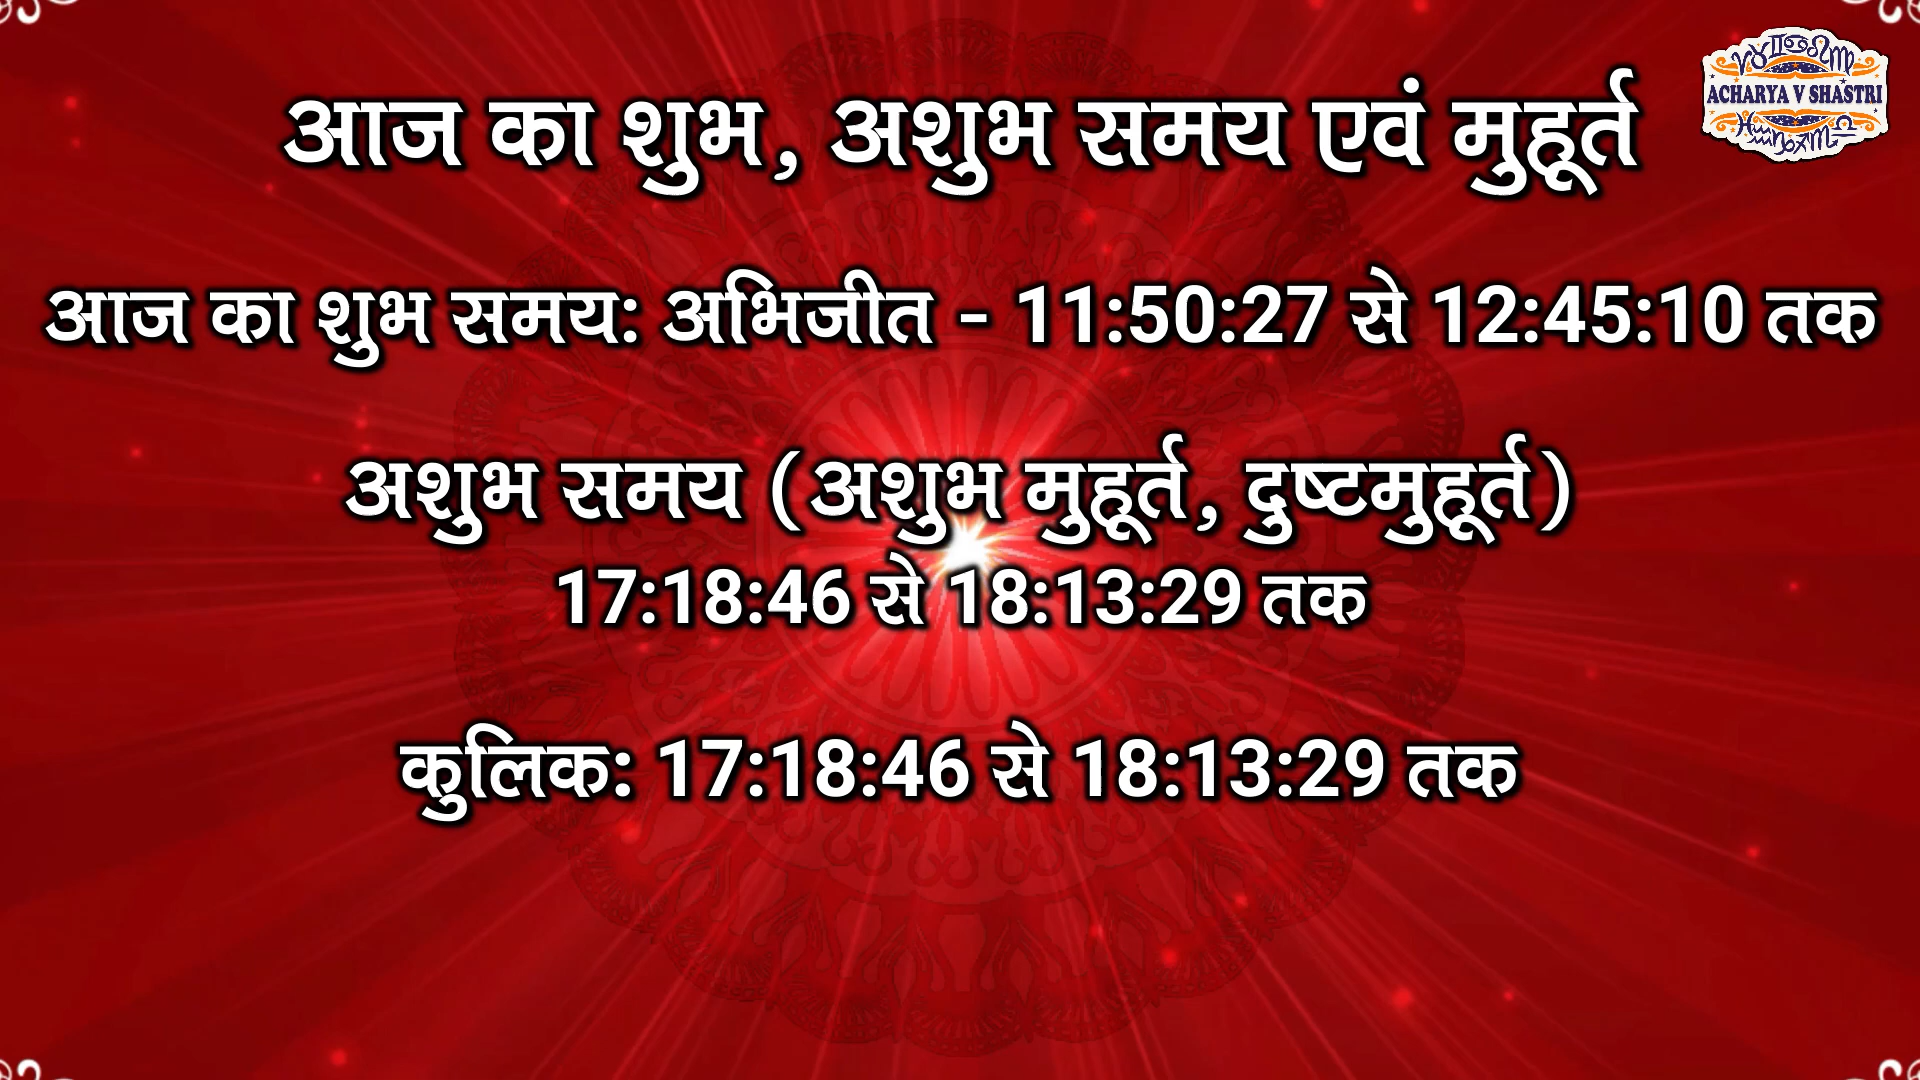 आज का शुभ, अशुभ समय एवं मुहूर्त
ACHARYA V SHASTRI
आज का शुभ समय: अभिजीत - 11:50:27 से 12:45:10 तक
अशुभ समय (अशुभ मुहूर्त, दुष्टमुहूर्त)
17:18:46 से 18:13:29 तक
कुलिक: 17:18:46 से 18:13:29 तक